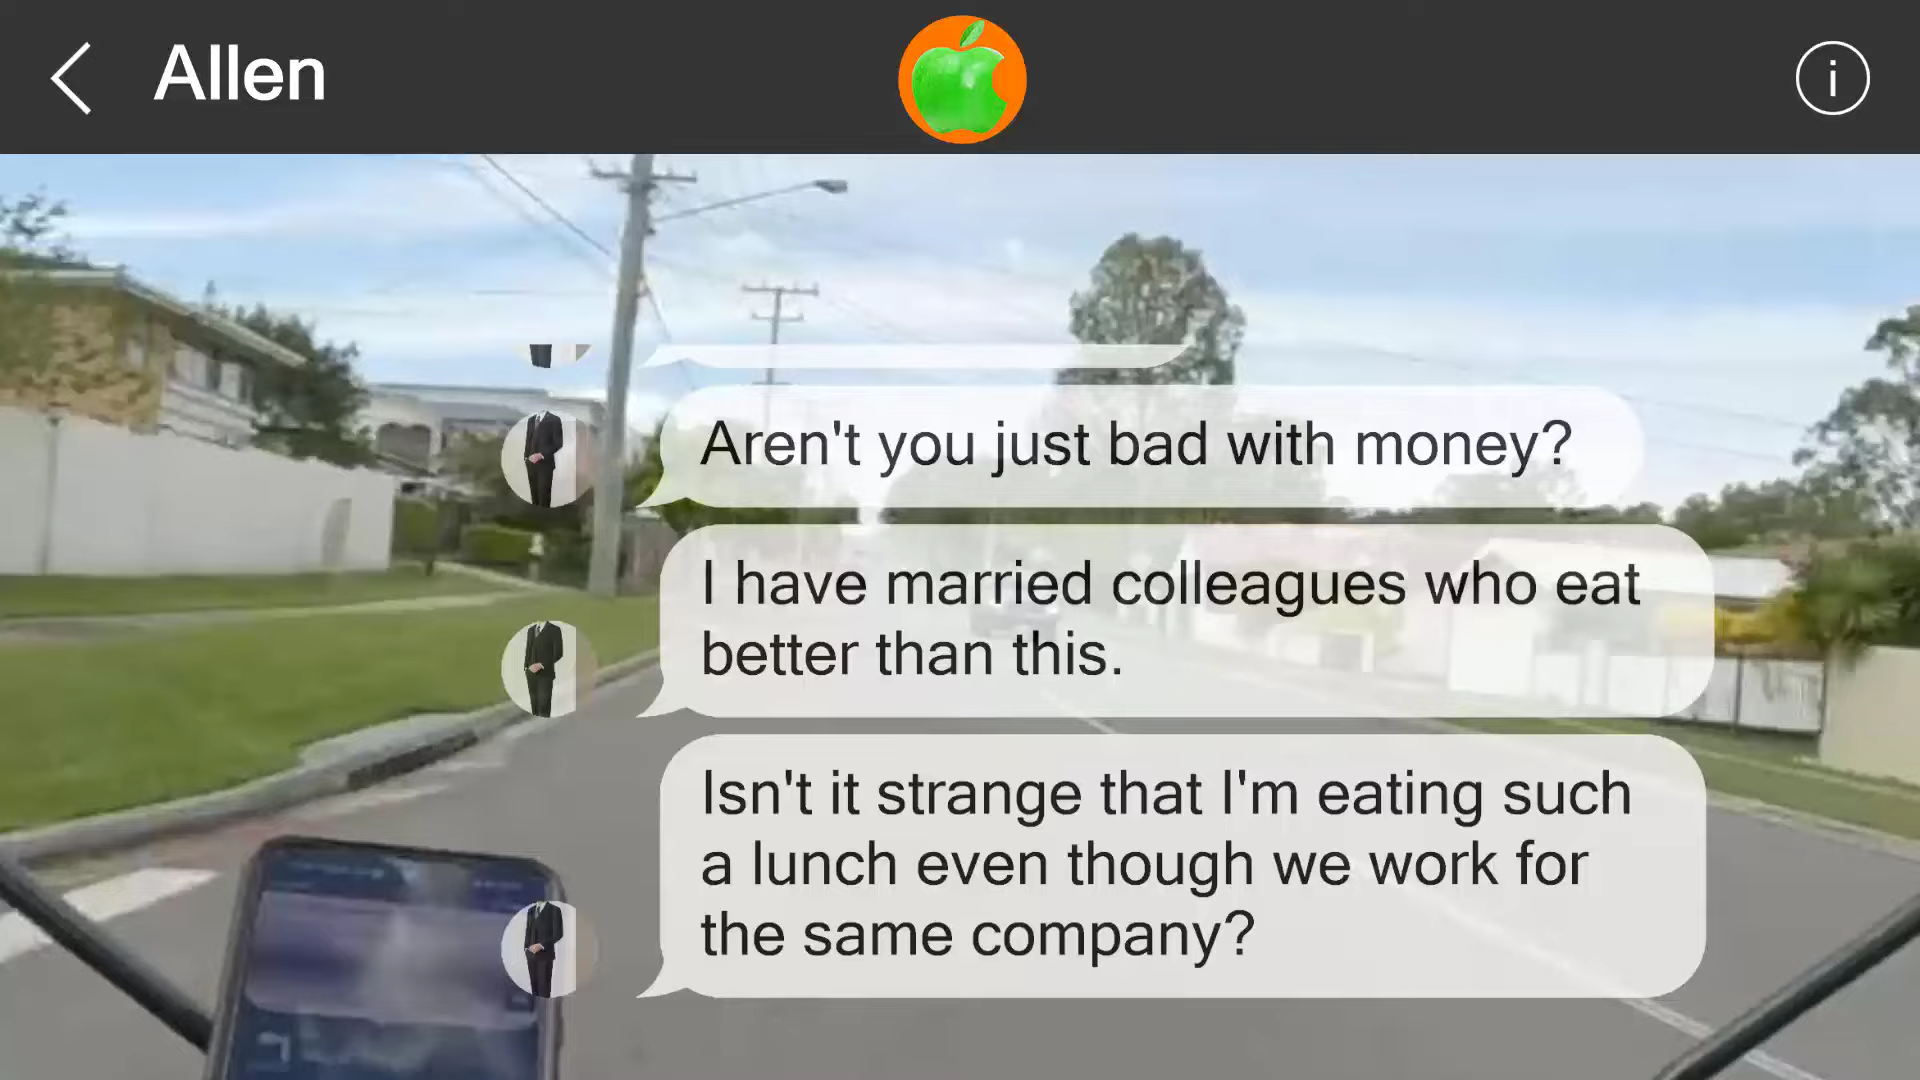 Allen
Aren't you just bad with money?
I have married colleagues who eat
better than this.
Isn't it strange that I'm eating such
a lunch even though we work for
the same company?